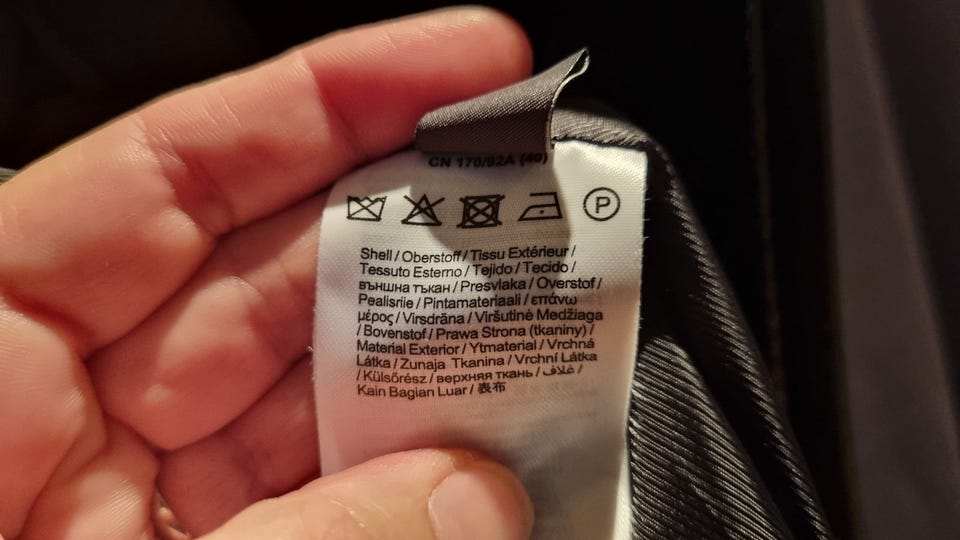 CN 170/92A (46)
P
Shell / Oberstoff / Tissu Extérieur /
Tessuto Esterno / Tejido / Tecido /
външна тъкан / Presvlaka / Overstof /
Pealisriie / Pintamateriaali / επάνω
μέρος / Virsdrāna / Viršutinė Medžiaga
/ Bovenstof / Prawa Strona (tkaniny) /
Material Exterior / Ytmaterial / Vrchná
Látka / Zunaja Tkanina / Vrchní Látka
/ Külsőrész / верхняя ткань / غلاف /
Kain Bagian Luar / 表布